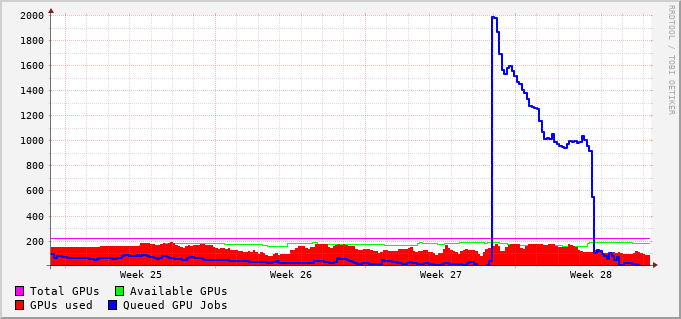 2000
1800
1600
1400
1200
1000
800
600
400
200
Week 25 Week 26 Week 27 Week 28
Total GPUs Available GPUs
GPUs used Queued GPU Jobs
RRDTOOL / TOBI OETIKER